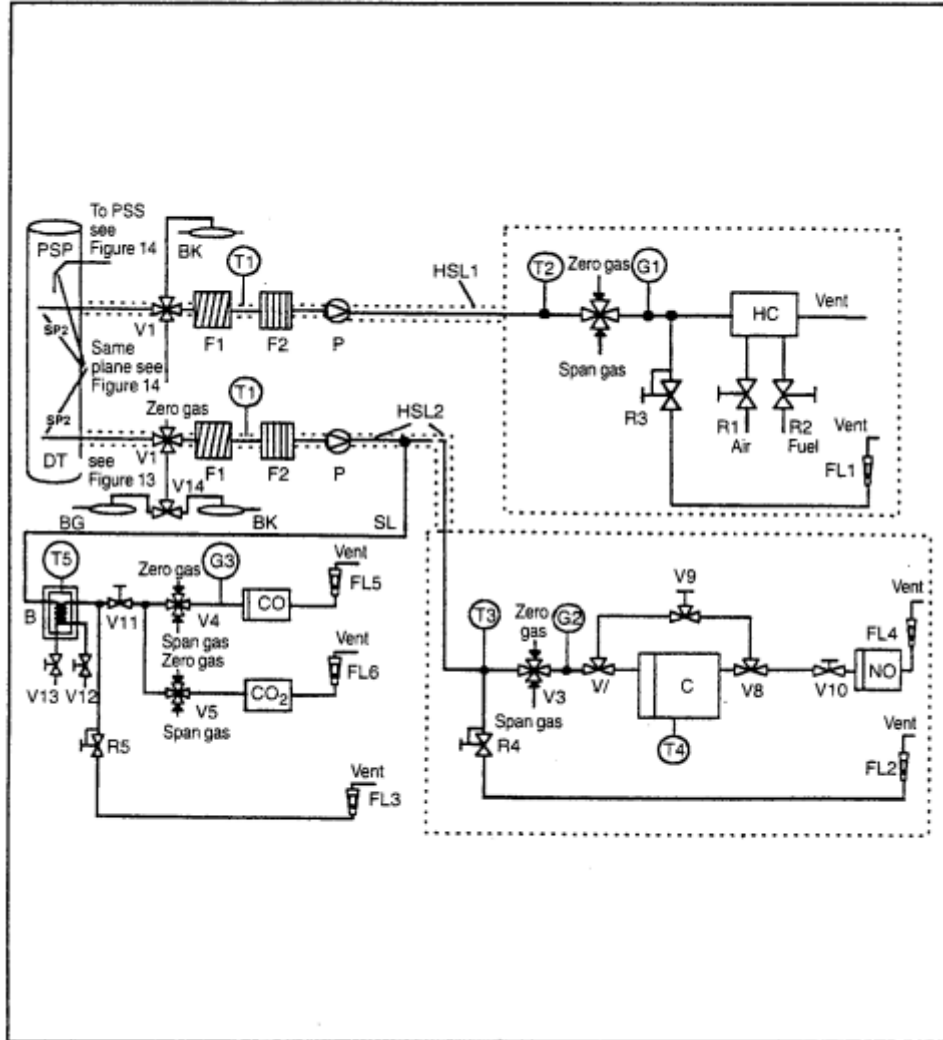 To PSS
see
Figure 14
PSP
BK
T1
HSL1
T2
Zero gas
G1
HC
Vent
SP2
V1
F1
F2
P
Span gas
Same
plane see
Figure 14
R3
R1
Air
R2
Fuel
Vent
FL1
SP2
DT
Zero gas
V1
T1
F1
F2
P
HSL2
see
Figure 13
V14
BG
BK
SL
T5
B
V11
Zero gas
V4
Span gas
G3
CO
Vent
FL5
V13
V12
Zero gas
V5
Span gas
CO2
Vent
FL6
R5
Vent
FL3
T3
Zero
gas
G2
V3
Span gas
V/
V9
C
T4
V8
V10
NO
Vent
FL4
R4
Vent
FL2